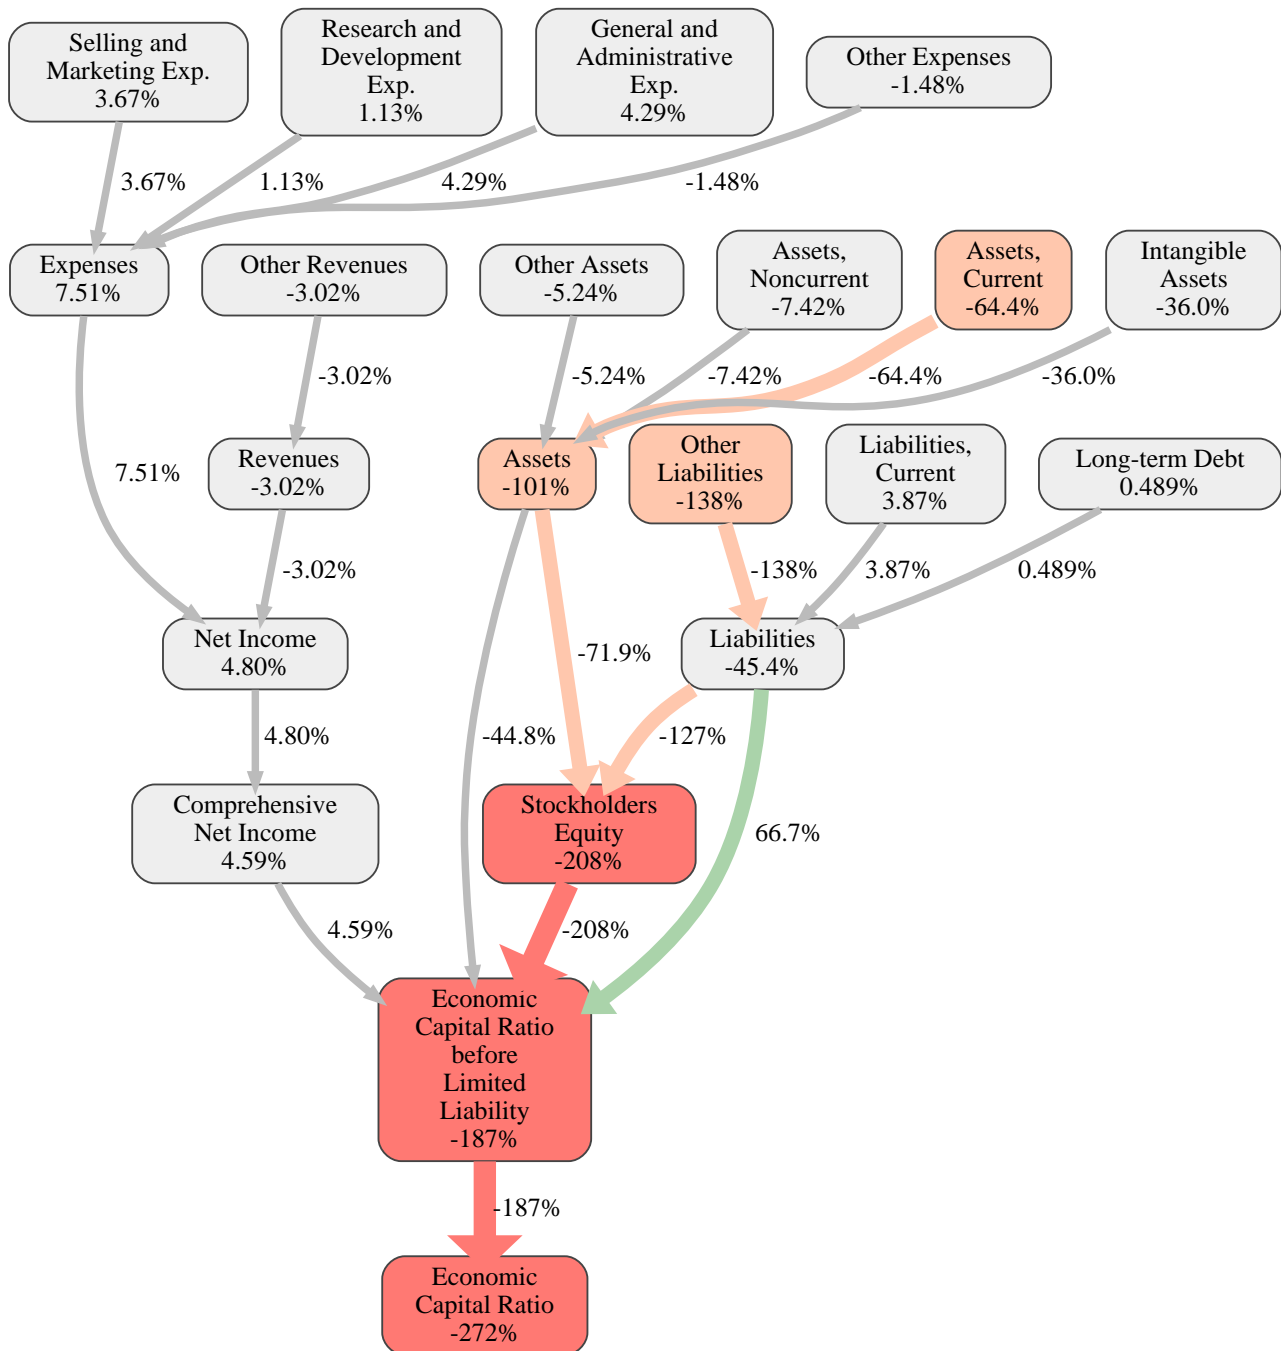 Selling and
Marketing Exp.
3.67%
Research and
Development
Exp.
1.13%
General and
Administrative
Exp.
4.29%
Other Expenses
-1.48%
3.67%
1.13%
4.29%
-1.48%
Expenses
7.51%
Other Revenues
-3.02%
Other Assets
-5.24%
Assets,
Noncurrent
-7.42%
Assets,
Current
-64.4%
Intangible
Assets
-36.0%
-3.02%
-5.24%
-7.42%
-64.4%
-36.0%
7.51%
Revenues
-3.02%
Assets
-101%
Other
Liabilities
-138%
Liabilities,
Current
3.87%
Long-term Debt
0.489%
-3.02%
-138%
3.87%
0.489%
Net Income
4.80%
-71.9%
Liabilities
-45.4%
4.80%
-44.8%
-127%
Comprehensive
Net Income
4.59%
Stockholders
Equity
-208%
66.7%
4.59%
-208%
Economic
Capital Ratio
before
Limited
Liability
-187%
-187%
Economic
Capital Ratio
-272%